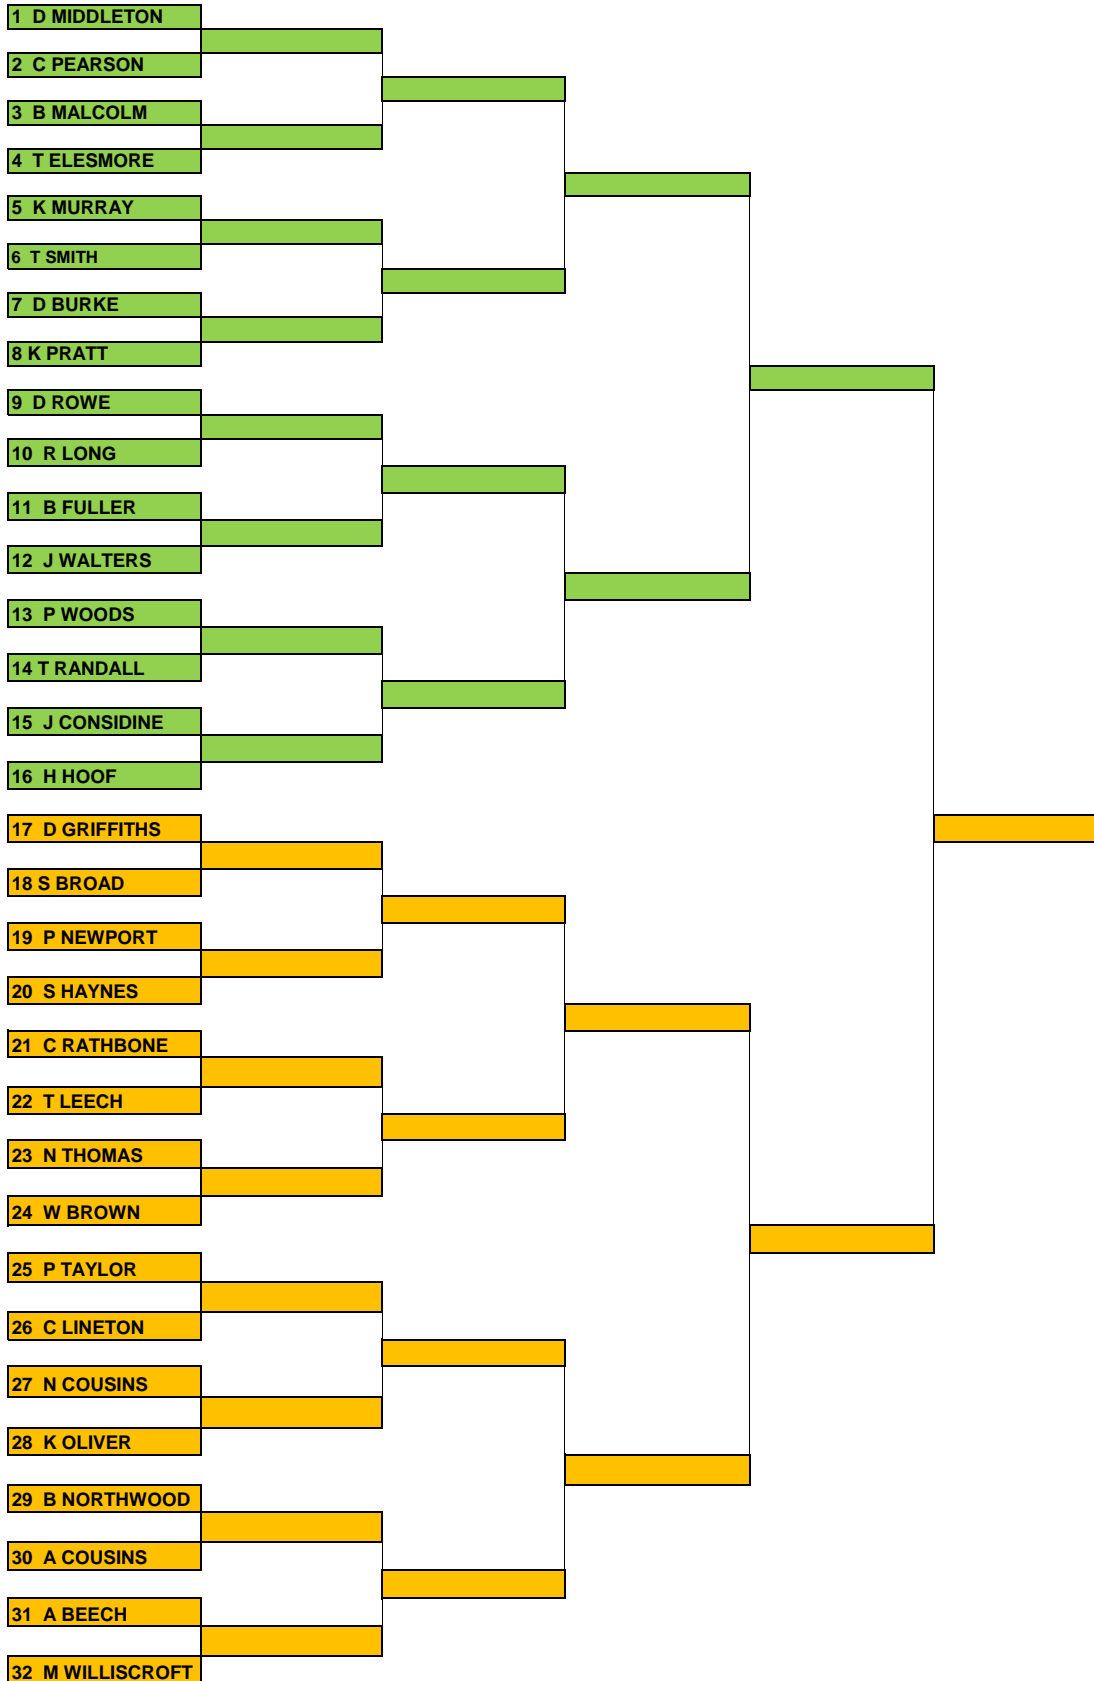 1 D MIDDLETON
2 C PEARSON
3 B MALCOLM
4 T ELESMORE
5 K MURRAY
6 T SMITH
7 D BURKE
8 K PRATT
9 D ROWE
10 R LONG
11 B FULLER
12 J WALTERS
13 P WOODS
14 T RANDALL
15 J CONSIDINE
16 H HOOF
17 D GRIFFITHS
18 S BROAD
19 P NEWPORT
20 S HAYNES
21 C RATHBONE
22 T LEECH
23 N THOMAS
24 W BROWN
25 P TAYLOR
26 C LINETON
27 N COUSINS
28 K OLIVER
29 B NORTHWOOD
30 A COUSINS
31 A BEECH
32 M WILLISCROFT